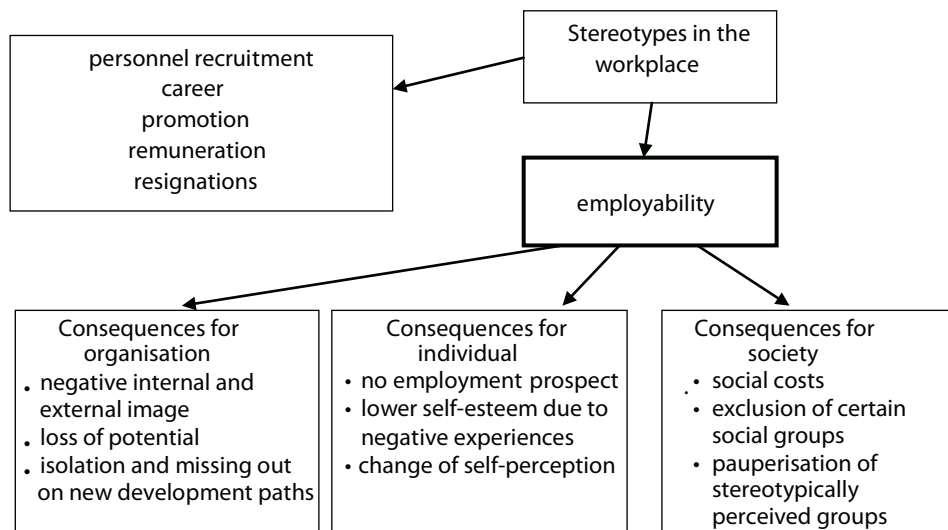 Stereotypes in the
workplace
personnel recruitment
career
promotion
remuneration
resignations
employability
Consequences for
organisation
• negative internal and
external image
• loss of potential
• isolation and missing out
on new development paths
Consequences for
individual
• no employment prospect
• lower self-esteem due to
negative experiences
• change of self-perception
Consequences for
society
• social costs
• exclusion of certain
social groups
• pauperisation of
stereotypically
perceived groups